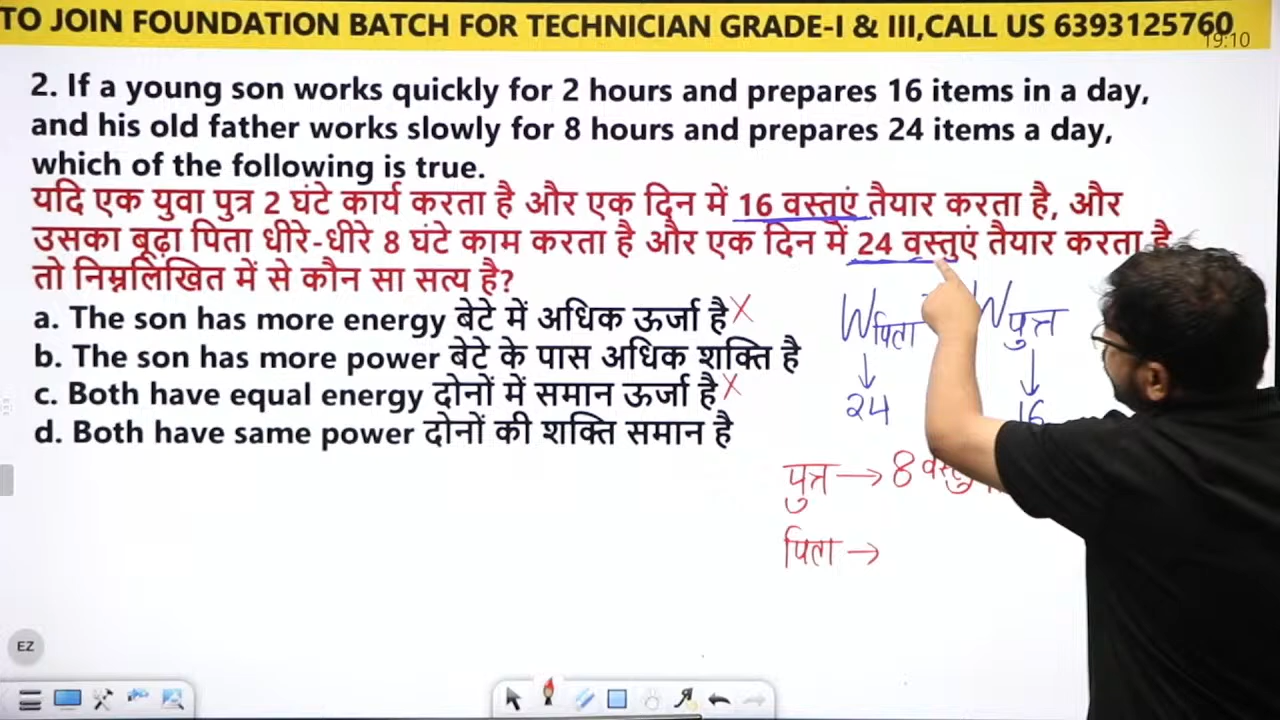 TO JOIN FOUNDATION BATCH FOR TECHNICIAN GRADE-I & III,CALL US 6393125760
19:10
2. If a young son works quickly for 2 hours and prepares 16 items in a day,
and his old father works slowly for 8 hours and prepares 24 items a day,
which of the following is true.
यदि एक युवा पुत्र 2 घंटे कार्य करता है और एक दिन में 16 वस्तुएं तैयार करता है, और
उसका बूढ़ा पिता धीरे-धीरे 8 घंटे काम करता है और एक दिन में 24 वस्तुएं तैयार करता है
तो निम्नलिखित में से कौन सा सत्य है?
a. The son has more energy बेटे में अधिक ऊर्जा है X
b. The son has more power बेटे के पास अधिक शक्ति है
c. Both have equal energy दोनों में समान ऊर्जा है X
d. Both have same power दोनों की शक्ति समान है
W पिता W पुत्र
↓ ↓
24 16
पुत्र → 8
पिता →
EZ